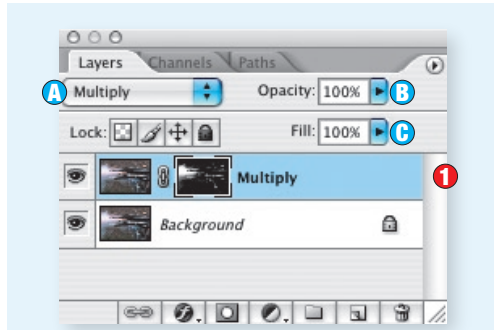 Layers Channels Paths
A Multiply Opacity: 100% B
Lock: Fill: 100% C
Multiply 1
Background